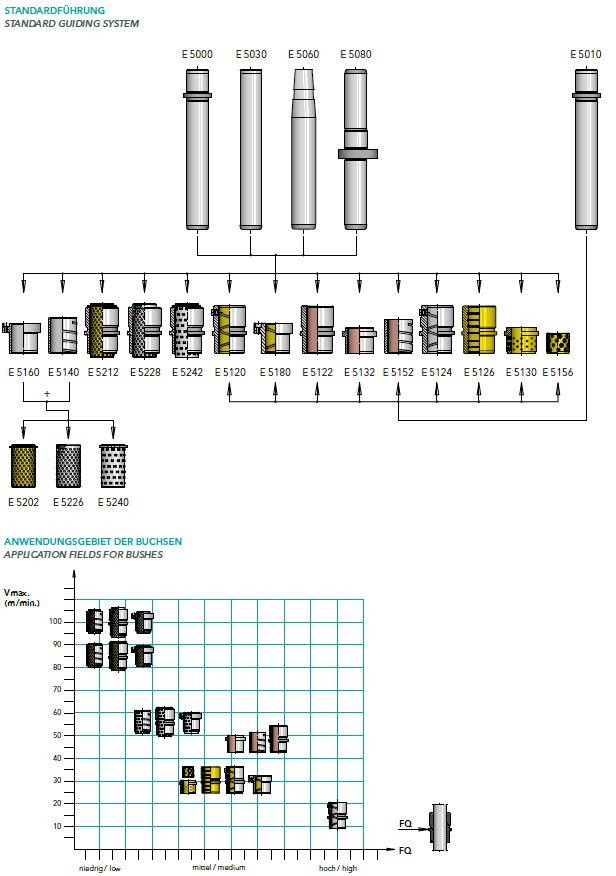 STANDARDFÜHRUNG
STANDARD GUIDING SYSTEM
E 5000 E 5030 E 5060 E 5080 E 5010
E 5160 E 5140 E 5212 E 5228 E 5242 E 5120 E 5180 E 5122 E 5132 E 5152 E 5124 E 5126 E 5130 E 5156
+
E 5202 E 5226 E 5240
ANWENDUNGSGEBIET DER BUCHSEN
APPLICATION FIELDS FOR BUSHES
Vmax.
(m/min.)
100
90
80
70
60
50
40
30
20
10
FQ
FQ
niedrig / low mittel / medium hoch / high